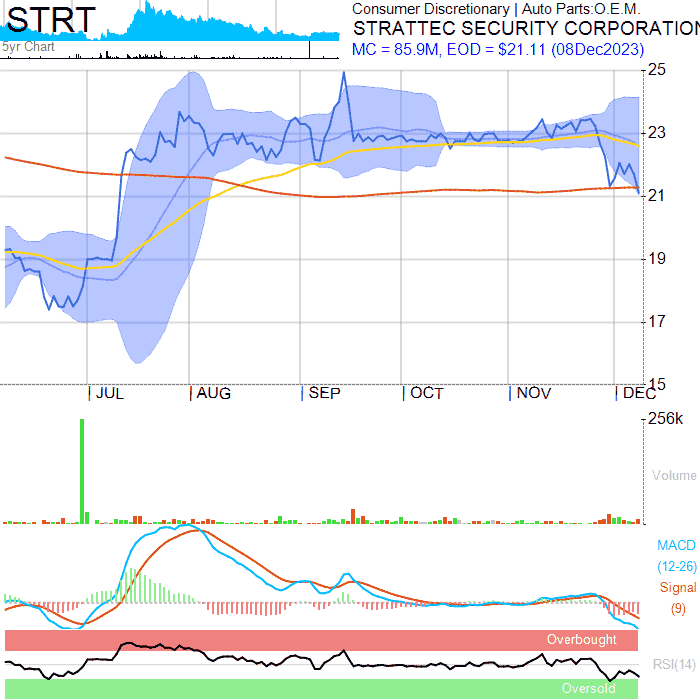 STRT
5yr Chart
Consumer Discretionary | Auto Parts:O.E.M.
STRATTEC SECURITY CORPORATION
MC = 85.9M, EOD = $21.11 (08Dec2023)
25
23
21
19
17
15
JUL AUG SEP OCT NOV DEC
256k
Volume
MACD
(12-26)
Signal
(9)
Overbought
RSI(14)
Oversold